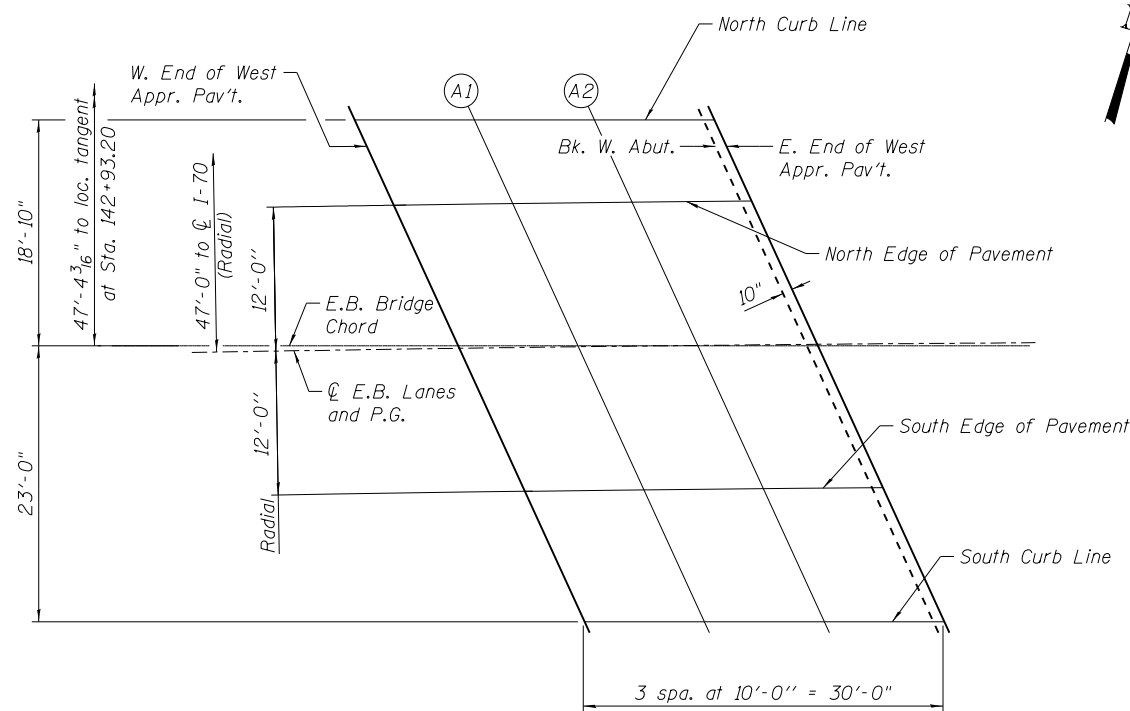 North Curb Line
W. End of West
Appr. Pav't.
A1
A2
Bk. W. Abut.
E. End of West
Appr. Pav't.
47'-4 3/16" to loc. tangent
at Sta. 142+93.20
47'-0" to ℄ I-70
(Radial)
18'-10"
12'-0"
North Edge of Pavement
10"
E.B. Bridge
Chord
℄ E.B. Lanes
and P.G.
12'-0"
Radial
South Edge of Pavement
23'-0"
South Curb Line
3 spa. at 10'-0" = 30'-0"